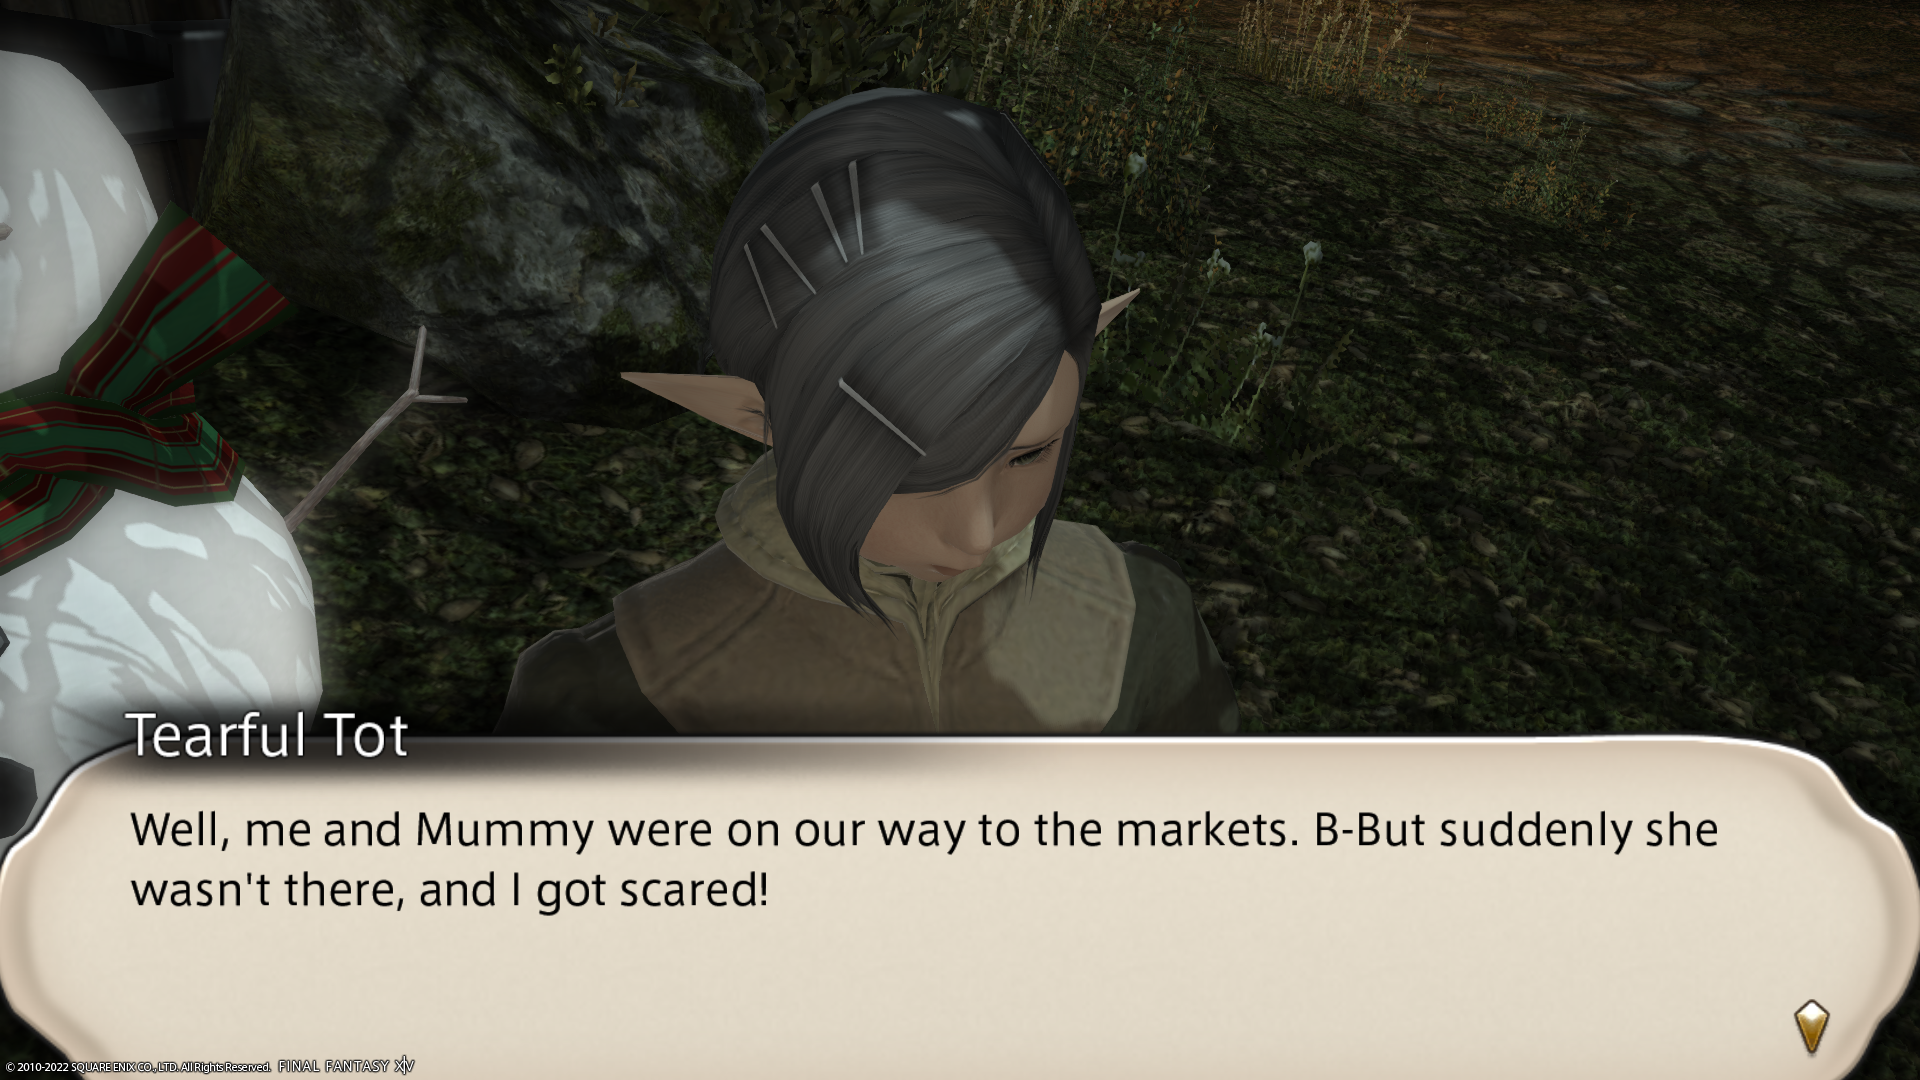 Tearful Tot
Well, me and Mummy were on our way to the markets. B-But suddenly she
wasn't there, and I got scared!
© 2010-2022 SQUARE ENIX CO., LTD. All Rights Reserved. FINAL FANTASY XIV